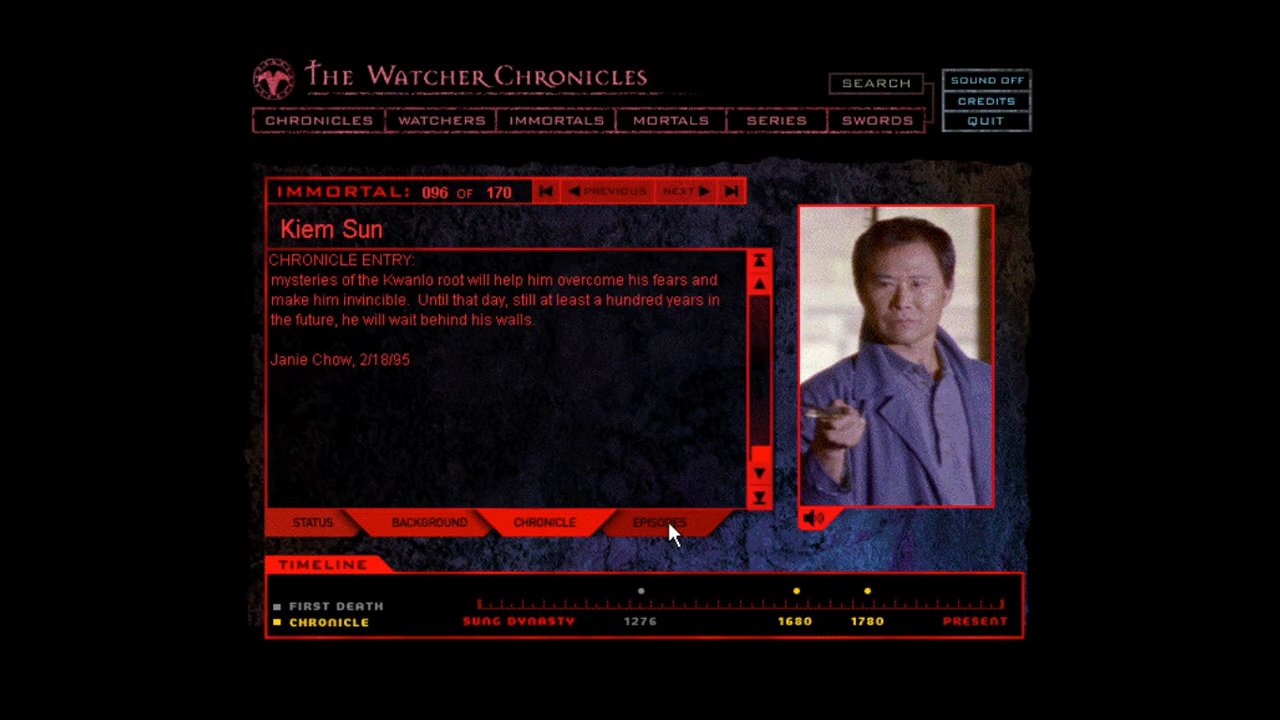 THE WATCHER CHRONICLES
SEARCH
SOUND OFF
CREDITS
QUIT
CHRONICLES WATCHERS IMMORTALS MORTALS SERIES SWORDS
IMMORTAL: 096 OF 170 PREVIOUS NEXT
Kiem Sun
CHRONICLE ENTRY:
mysteries of the Kwanlo root will help him overcome his fears and
make him invincible. Until that day, still at least a hundred years in
the future, he will wait behind his walls.
Janie Chow, 2/18/95
STATUS BACKGROUND CHRONICLE EPISODES
TIMELINE
FIRST DEATH
CHRONICLE
SUNG DYNASTY 1276 1680 1780 PRESENT